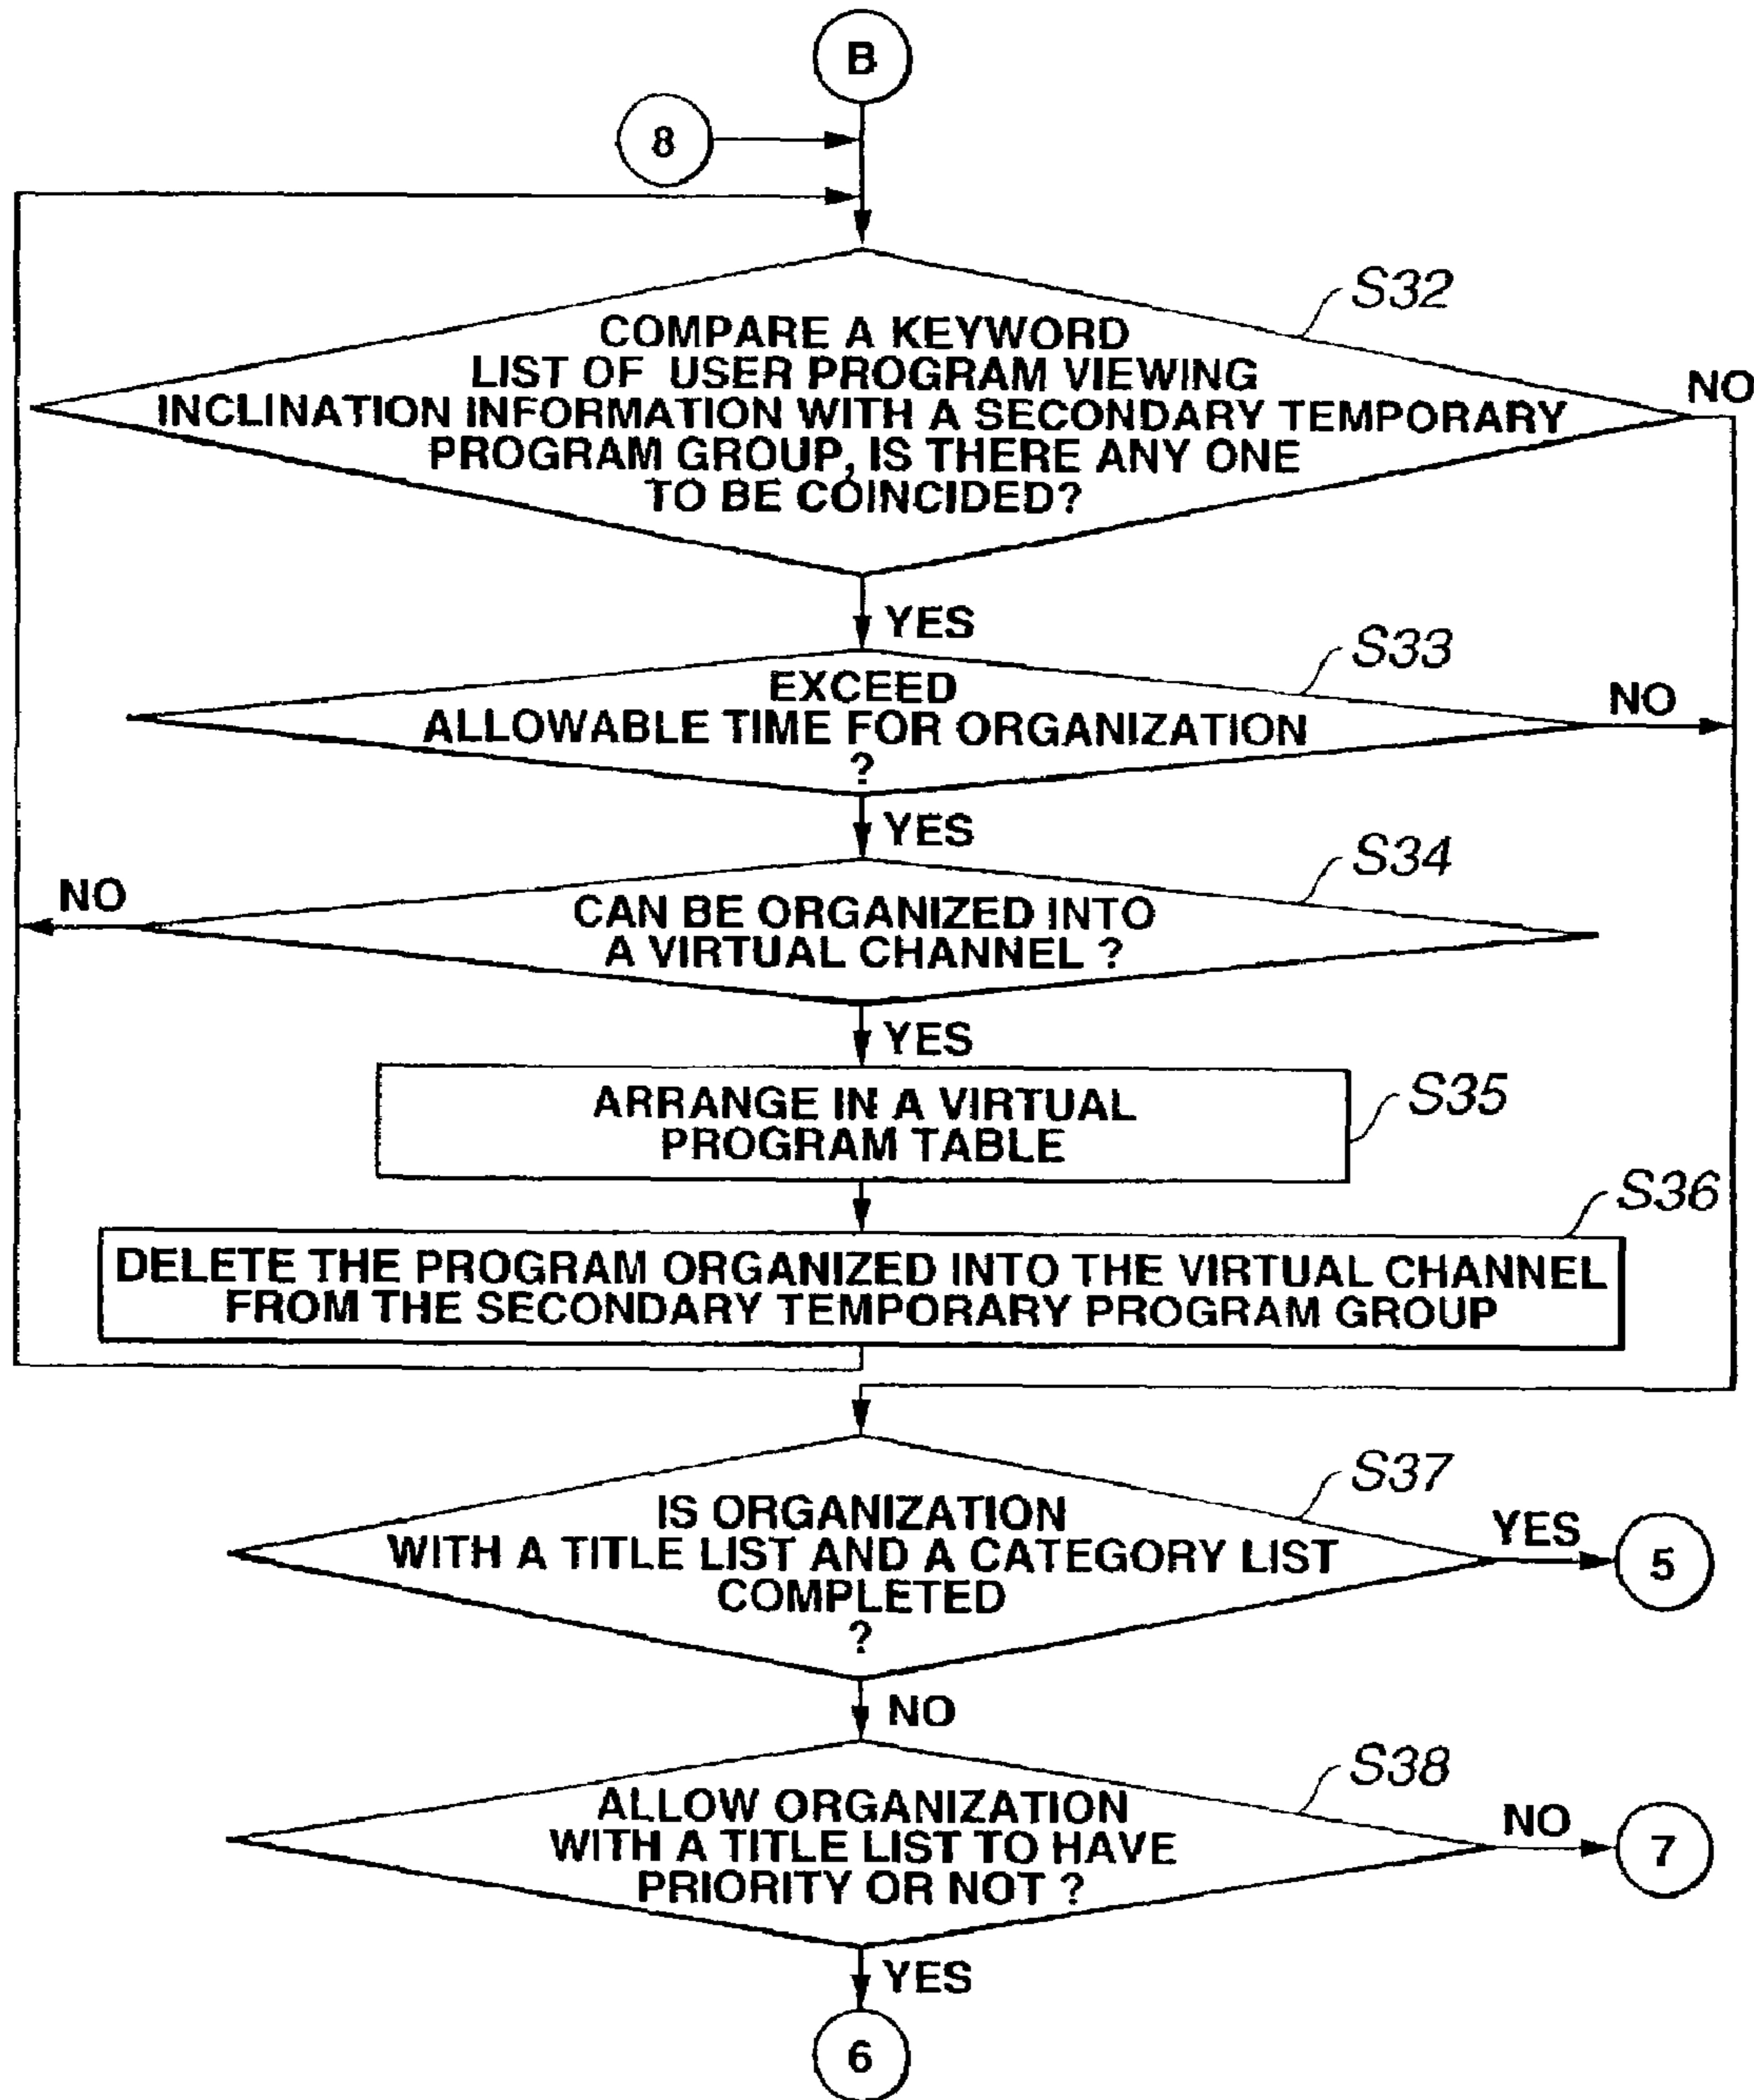 B
8
S32
COMPARE A KEYWORD
LIST OF USER PROGRAM VIEWING
INCLINATION INFORMATION WITH A SECONDARY TEMPORARY
PROGRAM GROUP, IS THERE ANY ONE
TO BE COINCIDED?
NO
YES
S33
EXCEED
ALLOWABLE TIME FOR ORGANIZATION
?
NO
YES
S34
CAN BE ORGANIZED INTO
A VIRTUAL CHANNEL ?
NO
YES
S35
ARRANGE IN A VIRTUAL
PROGRAM TABLE
S36
DELETE THE PROGRAM ORGANIZED INTO THE VIRTUAL CHANNEL
FROM THE SECONDARY TEMPORARY PROGRAM GROUP
S37
IS ORGANIZATION
WITH A TITLE LIST AND A CATEGORY LIST
COMPLETED
?
YES
5
NO
S38
ALLOW ORGANIZATION
WITH A TITLE LIST TO HAVE
PRIORITY OR NOT ?
NO
7
YES
6